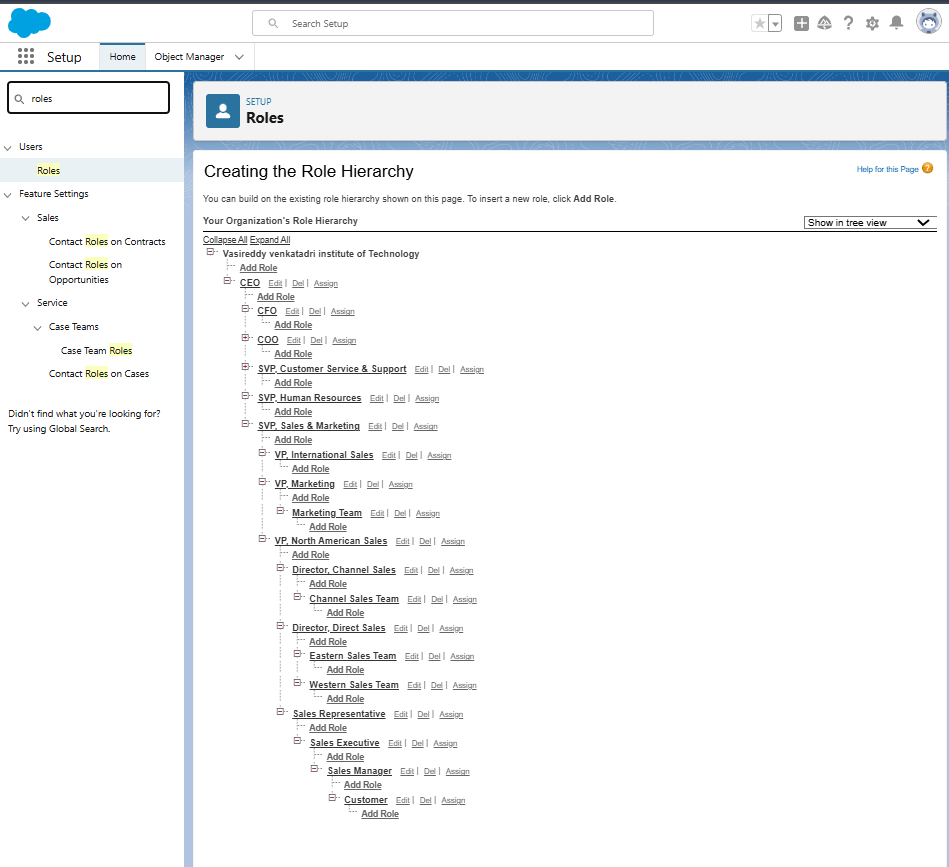 Search Setup
Setup
Home
Object Manager
roles
Users
Roles
Feature Settings
Sales
Contact Roles on Contracts
Contact Roles on
Opportunities
Service
Case Teams
Case Team Roles
Contact Roles on Cases
Didn't find what you're looking for?
Try using Global Search.
SETUP
Roles
Creating the Role Hierarchy
Help for this Page ?
You can build on the existing role hierarchy shown on this page. To insert a new role, click Add Role.
Your Organization's Role Hierarchy
Show in tree view
Collapse All Expand All
Vasireddy venkatadri institute of Technology
Add Role
CEO Edit | Del | Assign
Add Role
CFO Edit | Del | Assign
Add Role
COO Edit | Del | Assign
Add Role
SVP, Customer Service & Support Edit | Del | Assign
Add Role
SVP, Human Resources Edit | Del | Assign
Add Role
SVP, Sales & Marketing Edit | Del | Assign
Add Role
VP, International Sales Edit | Del | Assign
Add Role
VP, Marketing Edit | Del | Assign
Add Role
Marketing Team Edit | Del | Assign
Add Role
VP, North American Sales Edit | Del | Assign
Add Role
Director, Channel Sales Edit | Del | Assign
Add Role
Channel Sales Team Edit | Del | Assign
Add Role
Director, Direct Sales Edit | Del | Assign
Add Role
Eastern Sales Team Edit | Del | Assign
Add Role
Western Sales Team Edit | Del | Assign
Add Role
Sales Representative Edit | Del | Assign
Add Role
Sales Executive Edit | Del | Assign
Add Role
Sales Manager Edit | Del | Assign
Add Role
Customer Edit | Del | Assign
Add Role